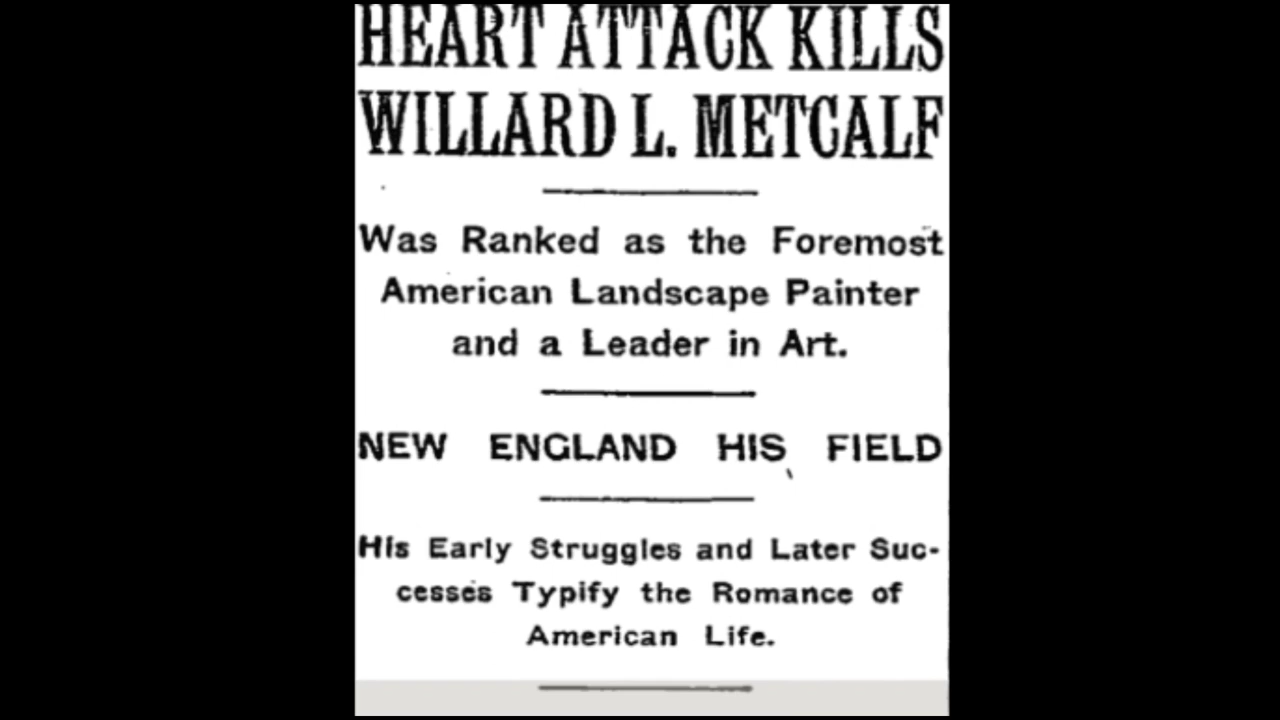 HEART ATTACK KILLS
WILLARD L. METCALF
Was Ranked as the Foremost
American Landscape Painter
and a Leader in Art.
NEW ENGLAND HIS FIELD
His Early Struggles and Later Suc-
cesses Typify the Romance of
American Life.